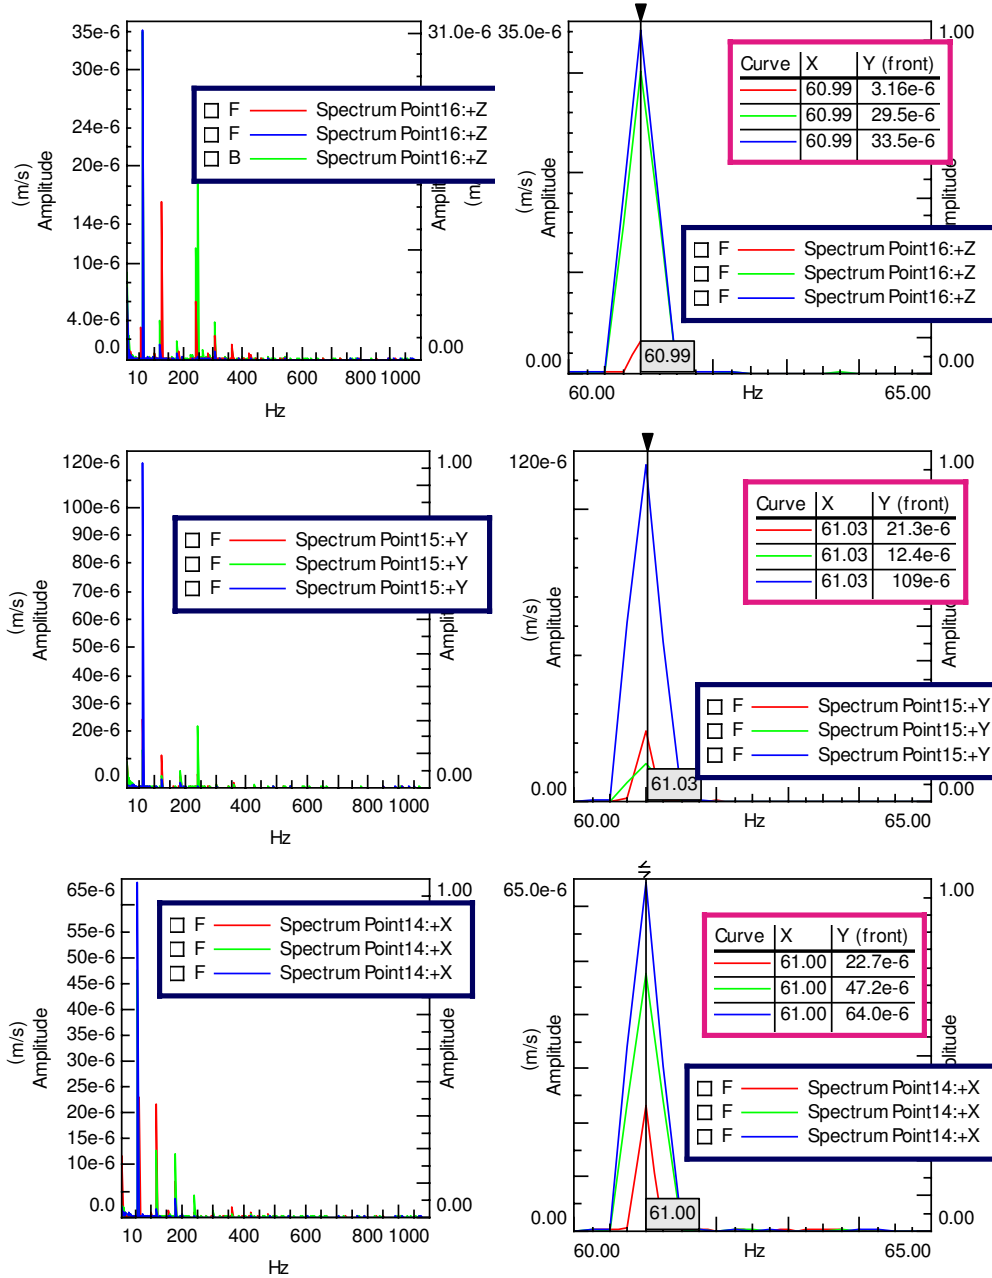 35e-6
30e-6
24e-6
20e-6
14e-6
10e-6
4.0e-6
0.0
(m/s)
Amplitude
31.0e-6
0.00
Amplitude
(m/
F Spectrum Point16:+Z
F Spectrum Point16:+Z
B Spectrum Point16:+Z
10 200 400 600 800 1000
Hz
35.0e-6
0.00
(m/s)
Amplitude
1.00
0.00
Amplitude
Curve X Y (front)
60.99 3.16e-6
60.99 29.5e-6
60.99 33.5e-6
F Spectrum Point16:+Z
F Spectrum Point16:+Z
F Spectrum Point16:+Z
60.99
60.00 Hz 65.00
120e-6
100e-6
90e-6
80e-6
70e-6
60e-6
50e-6
40e-6
30e-6
20e-6
0.0
(m/s)
Amplitude
1.00
0.00
Amplitude
F Spectrum Point15:+Y
F Spectrum Point15:+Y
F Spectrum Point15:+Y
10 200 400 600 800 1000
Hz
120e-6
0.00
(m/s)
Amplitude
1.00
0.00
Amplitude
Curve X Y (front)
61.03 21.3e-6
61.03 12.4e-6
61.03 109e-6
F Spectrum Point15:+Y
F Spectrum Point15:+Y
F Spectrum Point15:+Y
61.03
60.00 Hz 65.00
65e-6
55e-6
50e-6
45e-6
40e-6
35e-6
30e-6
25e-6
20e-6
15e-6
10e-6
0.0
(m/s)
Amplitude
1.00
0.00
Amplitude
F Spectrum Point14:+X
F Spectrum Point14:+X
F Spectrum Point14:+X
10 200 400 600 800 1000
Hz
65.0e-6
0.00
(m/s)
Amplitude
1.00
0.00
plitude
Curve X Y (front)
61.00 22.7e-6
61.00 47.2e-6
61.00 64.0e-6
F Spectrum Point14:+X
F Spectrum Point14:+X
F Spectrum Point14:+X
61.00
60.00 Hz 65.00